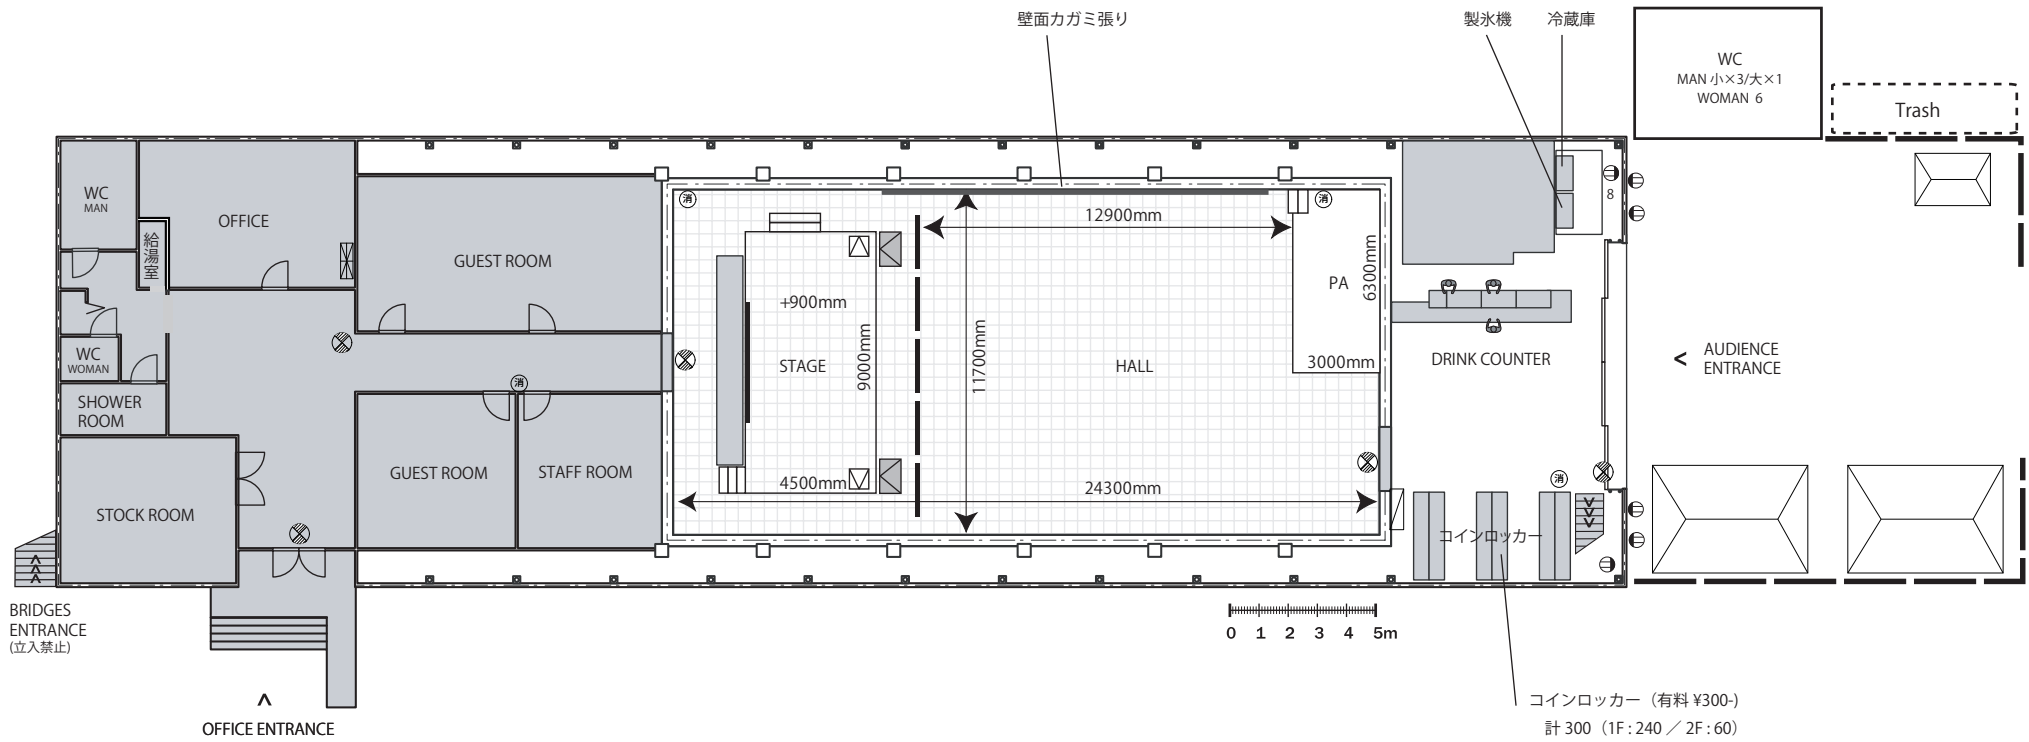 壁面カガミ張り
製氷機
冷蔵庫
WC
MAN 小×3/大×1
WOMAN 6
Trash
WC
MAN
OFFICE
給湯室
GUEST ROOM
消
消
12900mm
8
+900mm
PA
6300mm
STAGE
9000mm
11700mm
HALL
3000mm
DRINK COUNTER
< AUDIENCE
ENTRANCE
WC
WOMAN
消
SHOWER
ROOM
GUEST ROOM
STAFF ROOM
4500mm
24300mm
消
STOCK ROOM
コインロッカー
BRIDGES
ENTRANCE
(立入禁止)
0 1 2 3 4 5m
OFFICE ENTRANCE
コインロッカー（有料 ¥300-)
計 300（1F : 240 ／ 2F : 60）